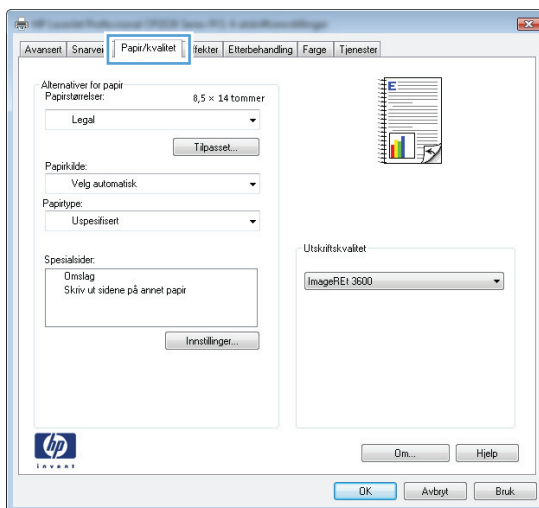 Avansert Snarvei Papir/kvalitet ffekter Etterbehandling Farge Tjenester
Alternativer for papir
Papirstørrelser: 8,5 × 14 tommer
Legal
Tilpasset...
Papirkilde:
Velg automatisk
Papirtype:
Uspesifisert
Spesialsider:
Omslag
Skriv ut sidene på annet papir
Innstillinger...
E
Utskriftskvalitet
ImageREt 3600
hp
invent
Om... Hjelp
OK Avbryt Bruk